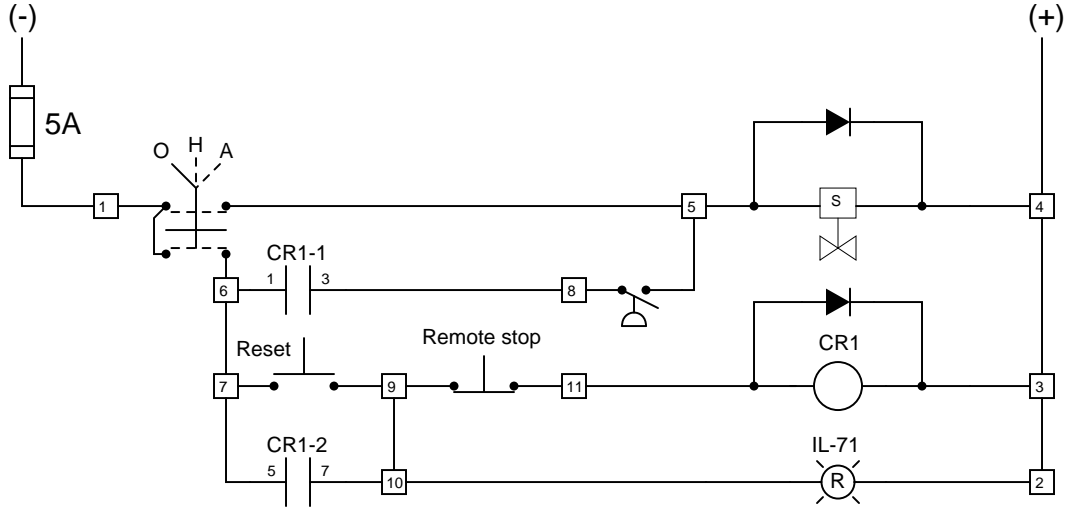 (-) (+)
5A
O H A
1 5 S 4
CR1-1
6 1 3 8
CR1
Reset Remote stop
7 9 11 3
CR1-2 IL-71
5 7
10 R 2